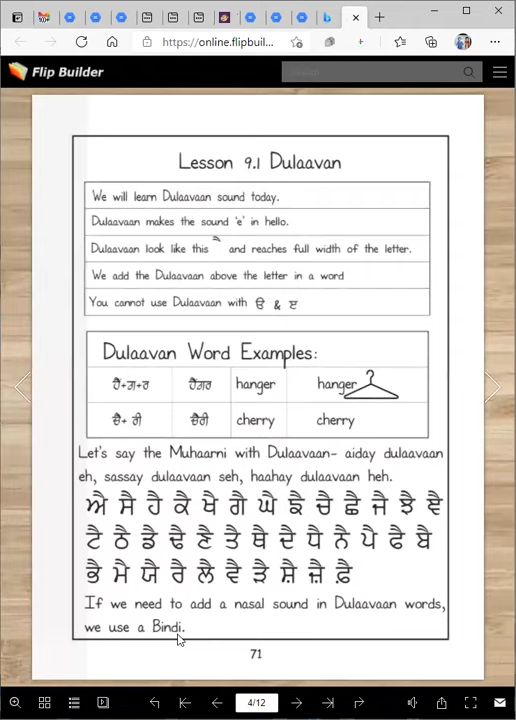 https://online.flipbuil...
Flip Builder
Search
Lesson 9.1 Dulaavan
We will learn Dulaavaan sound today.
Dulaavaan makes the sound 'e' in hello.
Dulaavaan look like this ੈ and reaches full width of the letter.
We add the Dulaavaan above the letter in a word
You cannot use Dulaavaan with ੳ & ੲ
Dulaavan Word Examples:
ਹੈ+ਗ+ਰ ਹੈਗਰ hanger hanger
ਚੈ+ ਰੀ ਚੈਰੀ cherry cherry
Let's say the Muhaarni with Dulaavaan- aiday dulaavaan
eh, sassay dulaavaan seh, haahay dulaavaan heh.
ਐ ਸੈ ਹੈ ਕੈ ਖੈ ਗੈ ਘੈ ਙੈ ਚੈ ਛੈ ਜੈ ਝੈ ਞੈ
ਟੈ ਠੈ ਡੈ ਢੈ ਣੈ ਤੈ ਥੈ ਦੈ ਧੈ ਨੈ ਪੈ ਫੈ ਬੈ
ਭੈ ਮੈ ਯੈ ਰੈ ਲੈ ਵੈ ੜੈ ਸ਼ੈ ਜ਼ੈ ਫ਼ੈ
If we need to add a nasal sound in Dulaavaan words,
we use a Bindi.
71
4/12